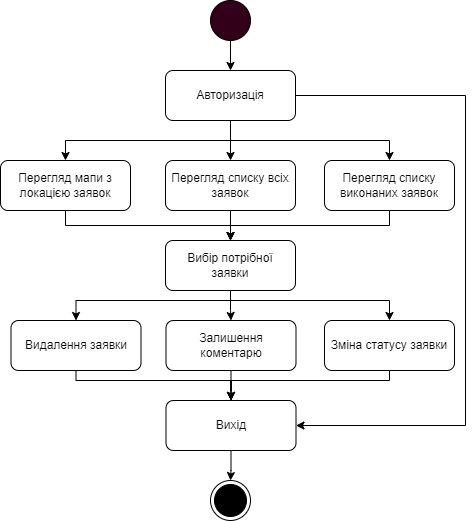 Авторизація
Перегляд мапи з
локацією заявок
Перегляд списку всіх
заявок
Перегляд списку
виконаних заявок
Вибір потрібної
заявки
Видалення заявки
Залишення
коментарю
Зміна статусу заявки
Вихід